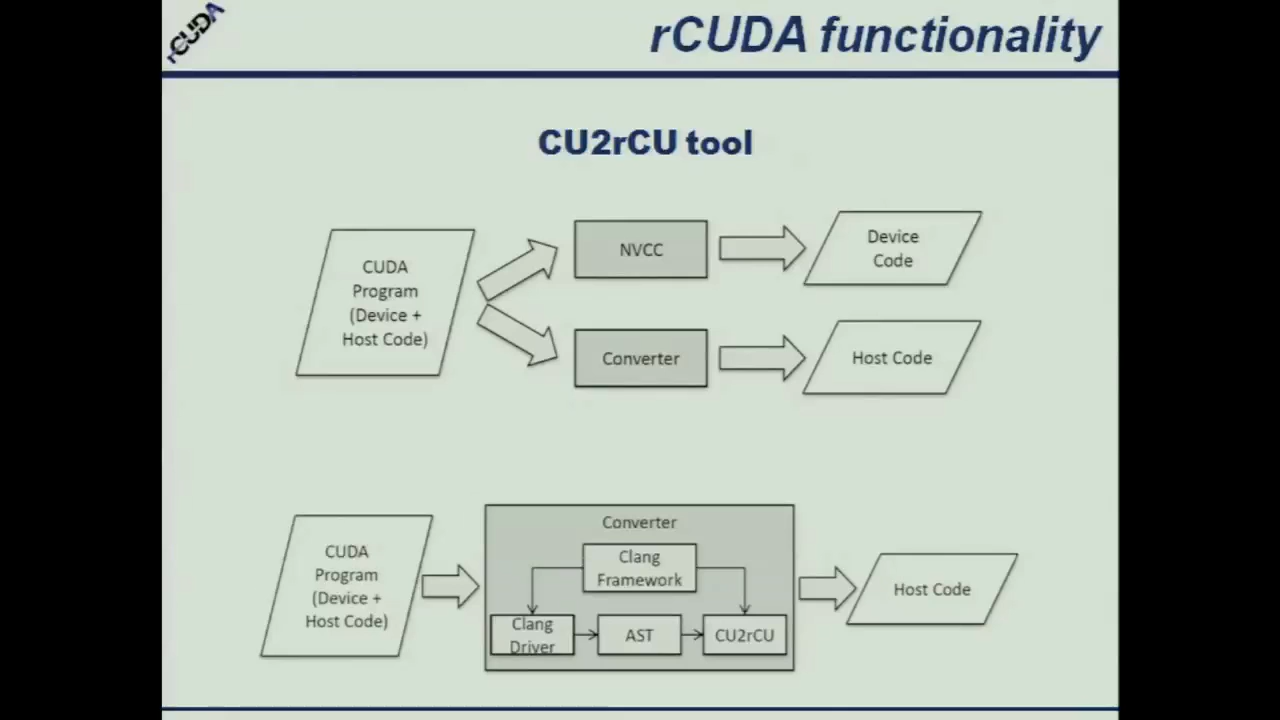 rCUDA
rCUDA functionality
CU2rCU tool
CUDA
Program
(Device +
Host Code)
NVCC
Device
Code
Converter
Host Code
CUDA
Program
(Device +
Host Code)
Converter
Clang
Framework
Clang
Driver
AST
CU2rCU
Host Code